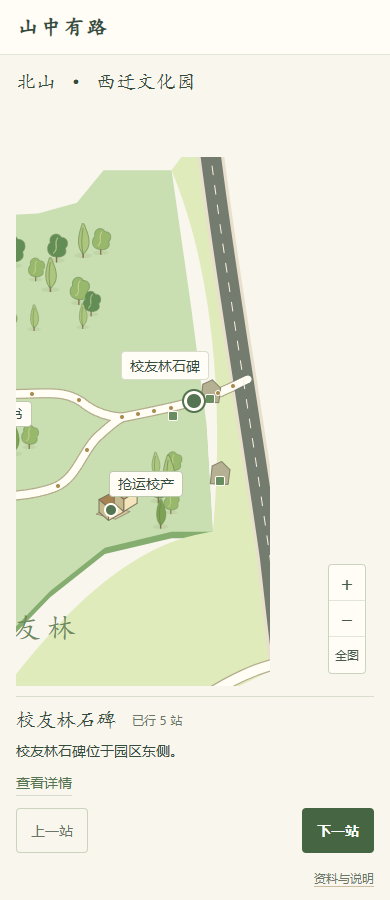 山中有路
北山 • 西迁文化园
校友林石碑
抢运校产
友林
+
−
全图
校友林石碑 已行 5 站
校友林石碑位于园区东侧。
查看详情
上一站
下一站
资料与说明